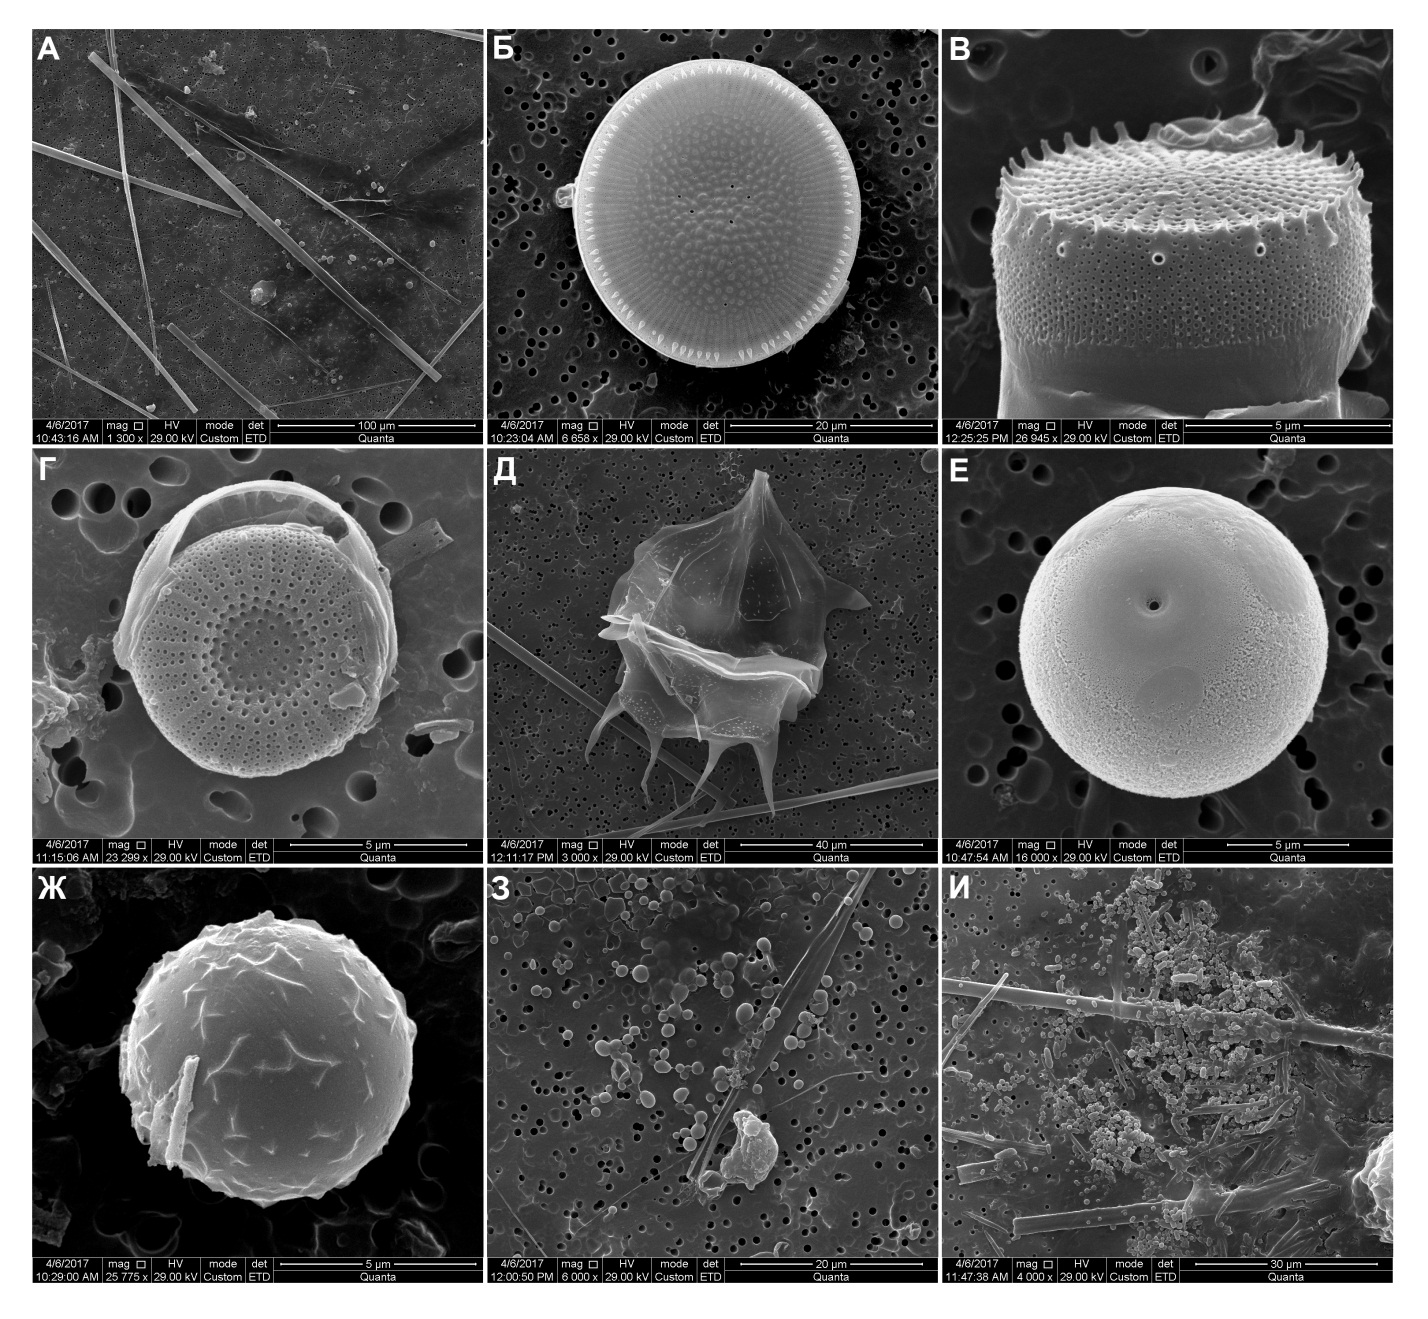 А
4/6/2017 mag HV mode det 100 µm
10:43:16 AM 1 300 x 29.00 kV Custom ETD Quanta
Б
4/6/2017 mag HV mode det 20 µm
10:23:04 AM 6 658 x 29.00 kV Custom ETD Quanta
В
4/6/2017 mag HV mode det 5 µm
12:25:25 PM 26 945 x 29.00 kV Custom ETD Quanta
Г
4/6/2017 mag HV mode det 5 µm
11:15:06 AM 23 299 x 29.00 kV Custom ETD Quanta
Д
4/6/2017 mag HV mode det 40 µm
12:11:17 PM 3 000 x 29.00 kV Custom ETD Quanta
Е
4/6/2017 mag HV mode det 5 µm
10:47:54 AM 16 000 x 29.00 kV Custom ETD Quanta
Ж
4/6/2017 mag HV mode det 5 µm
10:29:00 AM 25 775 x 29.00 kV Custom ETD Quanta
З
4/6/2017 mag HV mode det 20 µm
12:00:50 PM 6 000 x 29.00 kV Custom ETD Quanta
И
4/6/2017 mag HV mode det 30 µm
11:47:38 AM 4 000 x 29.00 kV Custom ETD Quanta